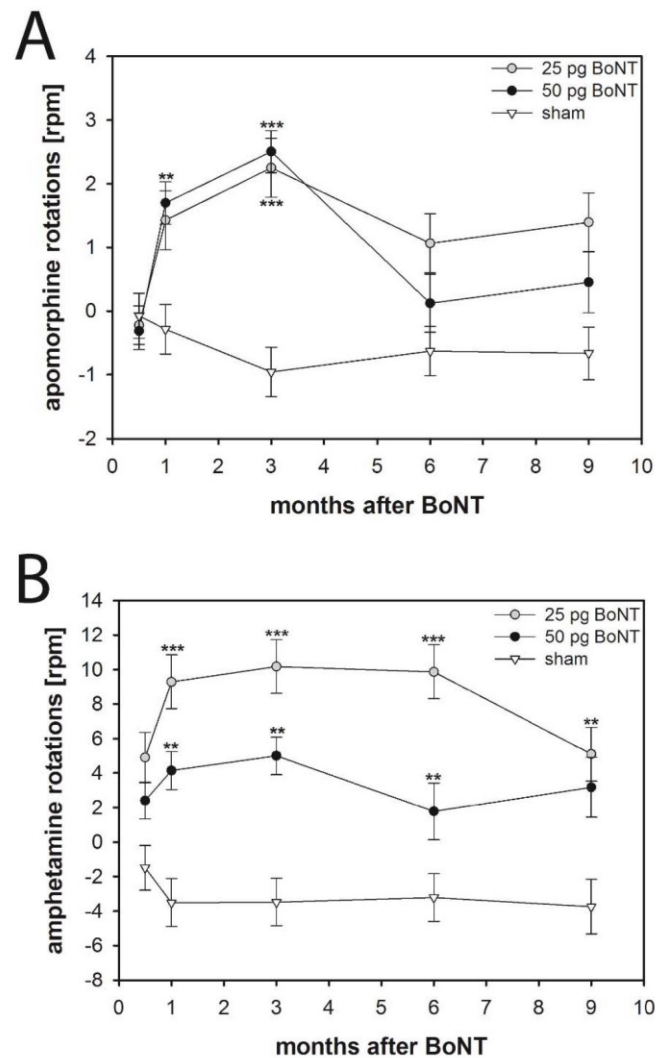 A
4
3
2
1
0
-1
-2
apomorphine rotations [rpm]
25 pg BoNT
50 pg BoNT
sham
**
***
***
0 1 2 3 4 5 6 7 8 9 10
months after BoNT
B
14
12
10
8
6
4
2
0
-2
-4
-6
-8
amphetamine rotations [rpm]
25 pg BoNT
50 pg BoNT
sham
*** *** ***
**
** **
**
0 1 3 4 5 6 7 8 9 10
months after BoNT